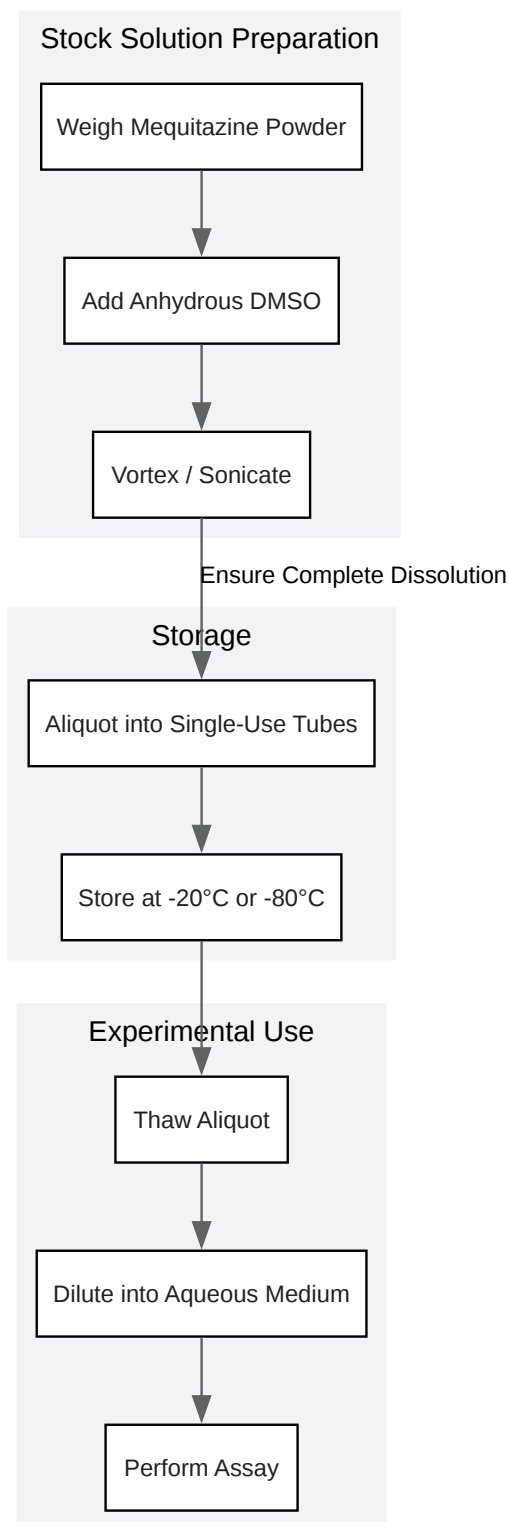 Stock Solution Preparation
Weigh Mequitazine Powder
Add Anhydrous DMSO
Vortex / Sonicate
Ensure Complete Dissolution
Storage
Aliquot into Single-Use Tubes
Store at -20°C or -80°C
Experimental Use
Thaw Aliquot
Dilute into Aqueous Medium
Perform Assay